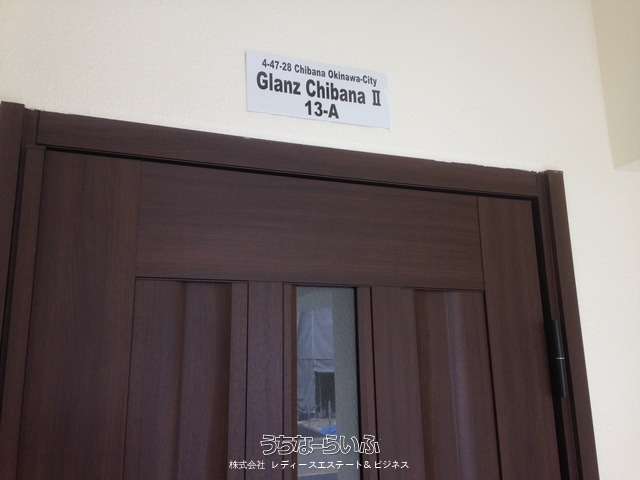 4-47-28 Chibana Okinawa-City
Glanz Chibana Ⅱ
13-A
うちなーらいふ
株式会社 レディースエステート&ビジネス